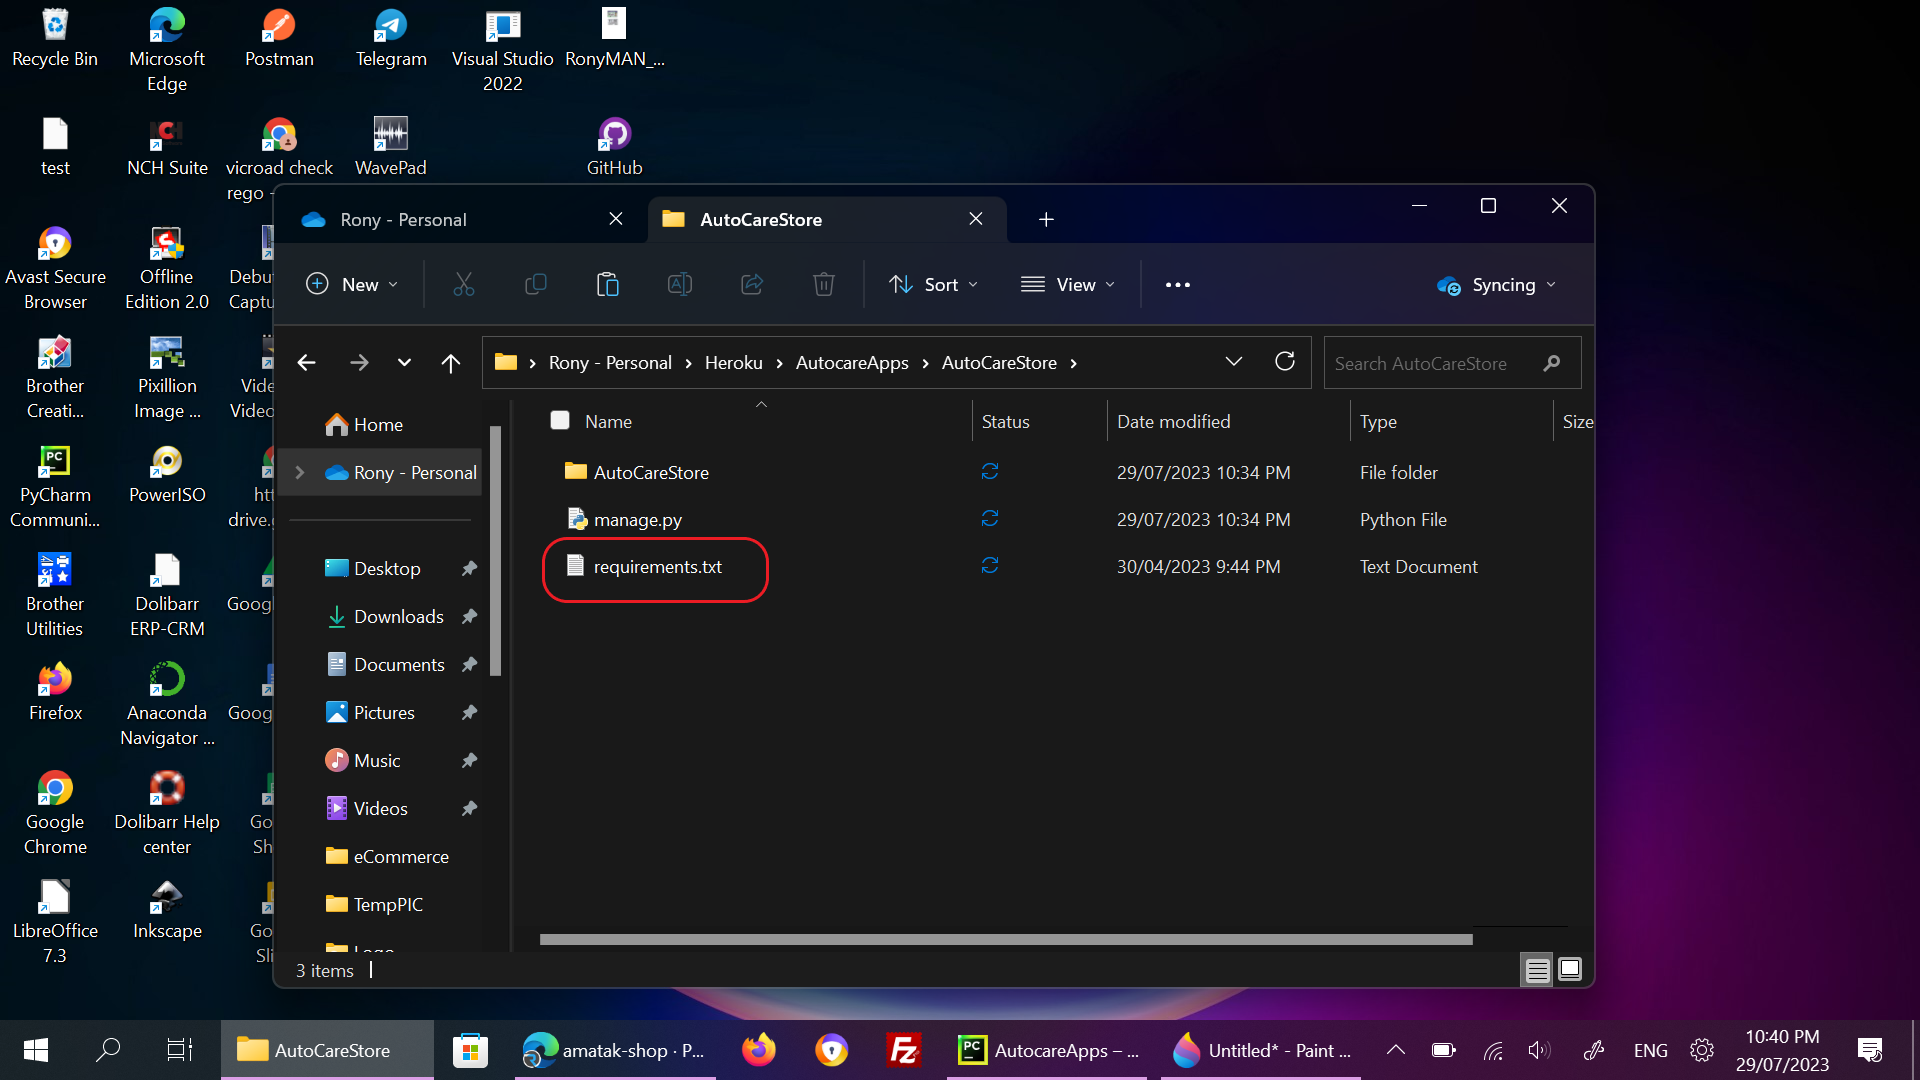 Recycle Bin
Microsoft
Edge
Postman
Telegram
Visual Studio
2022
RonyMAN_...
test
NCH Suite
vicroad check
rego -
WavePad
GitHub
Avast Secure
Browser
Offline
Edition 2.0
Debu
Captu
Brother
Creati...
Pixillion
Image ...
Vide
Video
PyCharm
Communi...
PowerISO
htt
drive.g
Brother
Utilities
Dolibarr
ERP-CRM
Goog
Firefox
Anaconda
Navigator ...
Goog
Google
Chrome
Dolibarr Help
center
Go
Sh
LibreOffice
7.3
Inkscape
Go
Sli
Rony - Personal
AutoCareStore
New
Sort
View
Syncing
Rony - Personal
Heroku
AutocareApps
AutoCareStore
Search AutoCareStore
Home
Rony - Personal
Desktop
Downloads
Documents
Pictures
Music
Videos
eCommerce
TempPIC
Logo
Name Status Date modified Type Size
AutoCareStore 29/07/2023 10:34 PM File folder
manage.py 29/07/2023 10:34 PM Python File
requirements.txt 30/04/2023 9:44 PM Text Document
3 items
AutoCareStore
amatak-shop · P...
AutocareApps – ...
Untitled* - Paint ...
ENG
10:40 PM
29/07/2023